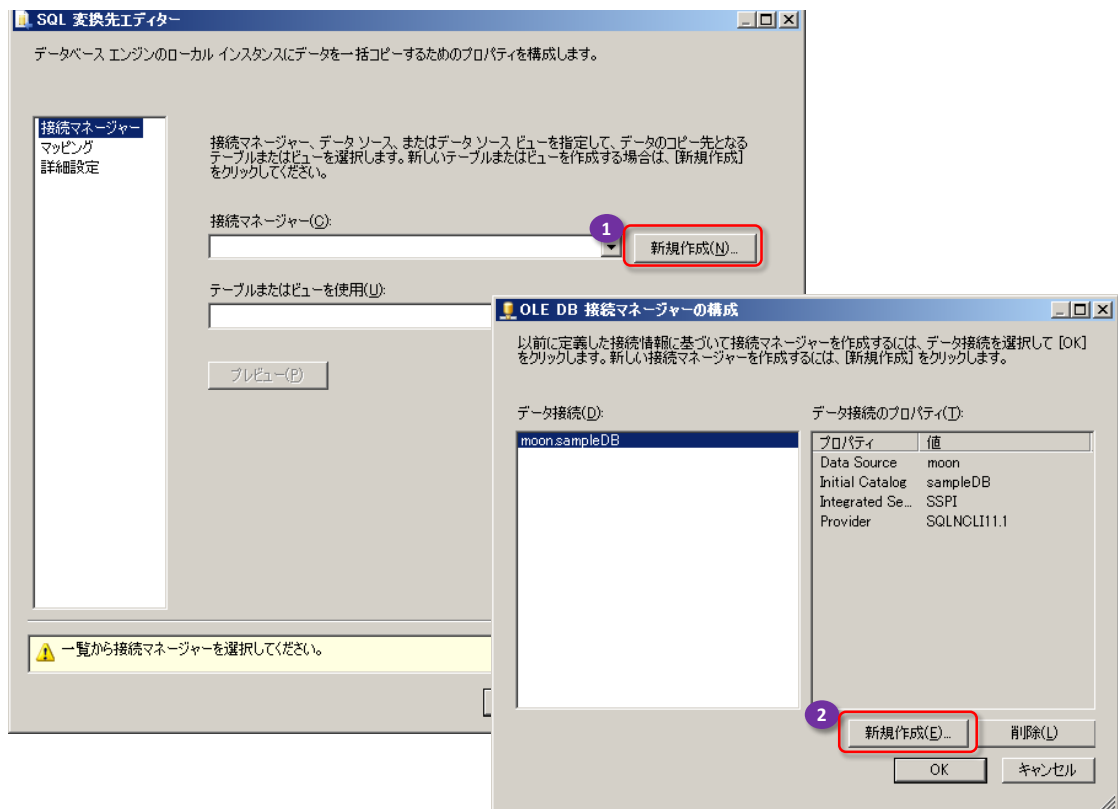 SQL 変換先エディター
データベース エンジンのローカル インスタンスにデータを一括コピーするためのプロパティを構成します。
接続マネージャー
マッピング
詳細設定
接続マネージャー、データ ソース、またはデータ ソース ビューを指定して、データのコピー先となる
テーブルまたはビューを選択します。新しいテーブルまたはビューを作成する場合は、[新規作成]
をクリックしてください。
接続マネージャー(C):
1
新規作成(N)...
テーブルまたはビューを使用(U):
プレビュー(P)
一覧から接続マネージャーを選択してください。
OLE DB 接続マネージャーの構成
以前に定義した接続情報に基づいて接続マネージャーを作成するには、データ接続を選択して [OK]
をクリックします。新しい接続マネージャーを作成するには、[新規作成] をクリックします。
データ接続(D):
moon.sampleDB
データ接続のプロパティ(T):
プロパティ 値
Data Source moon
Initial Catalog sampleDB
Integrated Se... SSPI
Provider SQLNCLI11.1
2
新規作成(E)...
削除(L)
OK
キャンセル